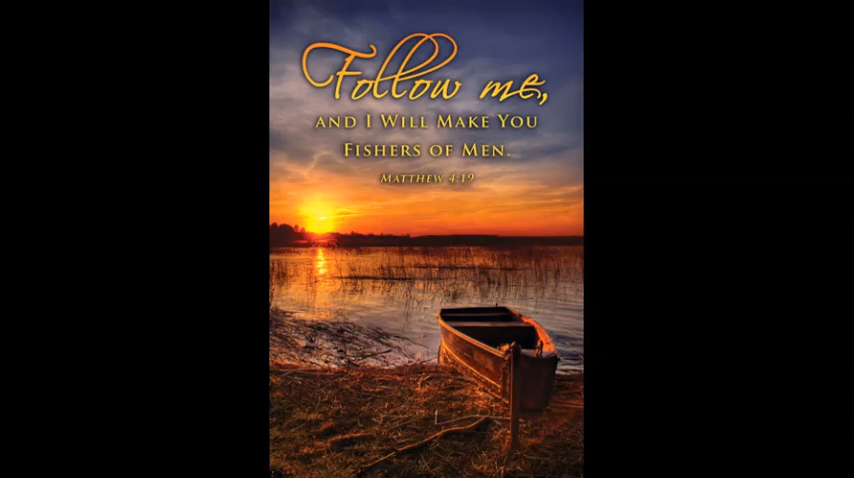 Follow me,
and I Will Make You
Fishers of Men.
Matthew 4:19